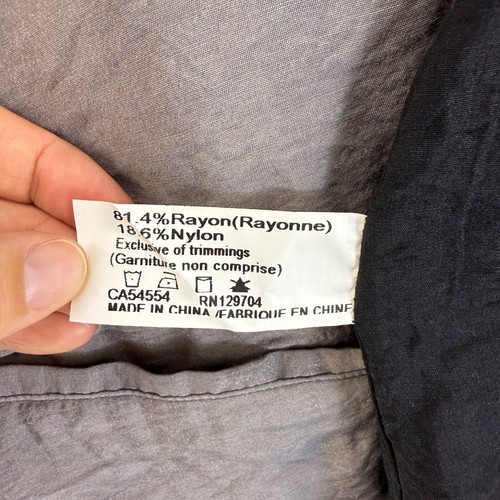 81.4%Rayon(Rayonne)
18.6%Nylon
Exclusive of trimmings
(Garniture non comprise)
CA54554 RN129704
MADE IN CHINA /FABRIQUE EN CHINE